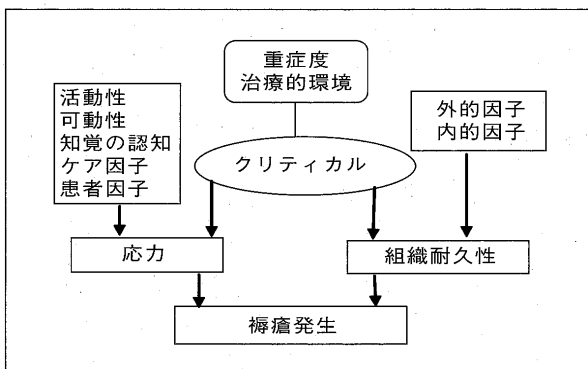 重症度
治療的環境
活動性
可動性
知覚の認知
ケア因子
患者因子
外的因子
内的因子
クリティカル
応力
組織耐久性
褥瘡発生